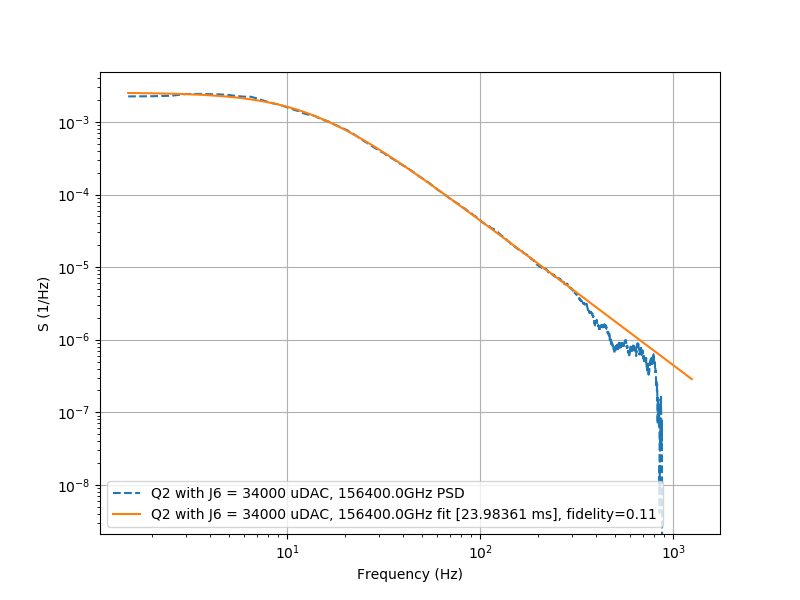 S (1/Hz)
10⁻³
10⁻⁴
10⁻⁵
10⁻⁶
10⁻⁷
10⁻⁸
Q2 with J6 = 34000 uDAC, 156400.0GHz PSD
Q2 with J6 = 34000 uDAC, 156400.0GHz fit [23.98361 ms], fidelity=0.11
10¹ 10² 10³
Frequency (Hz)